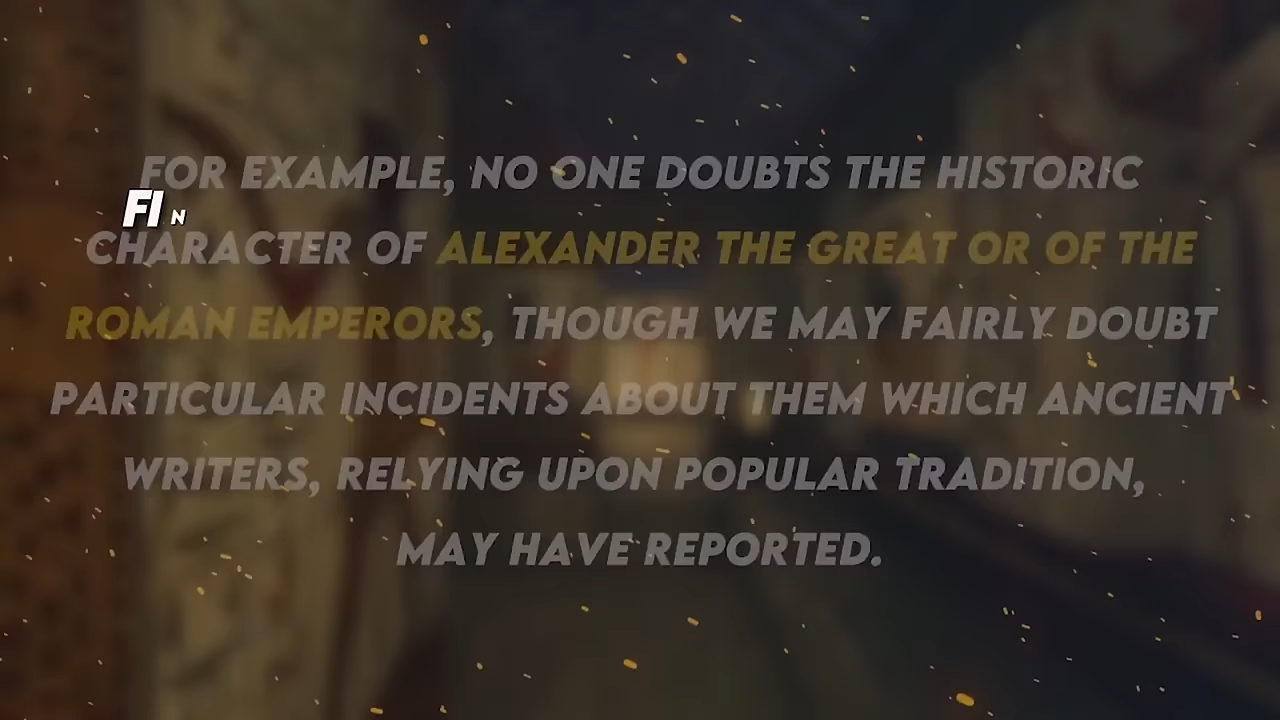 FOR EXAMPLE, NO ONE DOUBTS THE HISTORIC
FIN
CHARACTER OF ALEXANDER THE GREAT OR OF THE
ROMAN EMPERORS, THOUGH WE MAY FAIRLY DOUBT
PARTICULAR INCIDENTS ABOUT THEM WHICH ANCIENT
WRITERS, RELYING UPON POPULAR TRADITION,
MAY HAVE REPORTED.